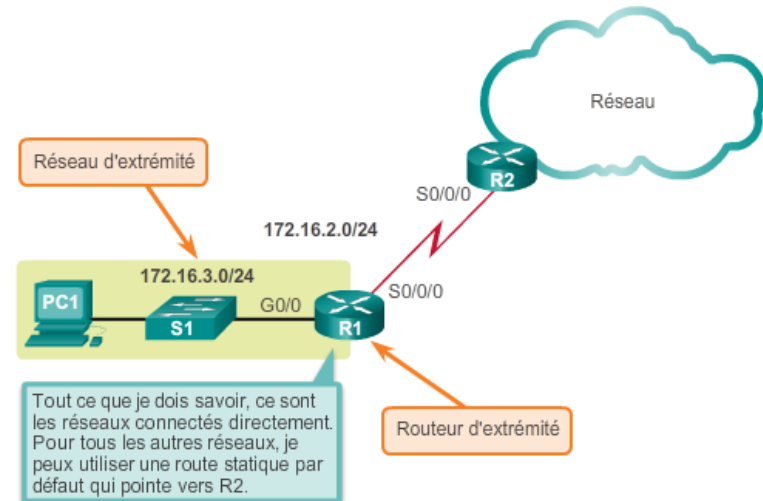 Réseau
Réseau d'extrémité
R2
S0/0/0
172.16.2.0/24
172.16.3.0/24
S0/0/0
PC1
G0/0
S1
R1
Tout ce que je dois savoir, ce sont
les réseaux connectés directement.
Pour tous les autres réseaux, je
peux utiliser une route statique par
défaut qui pointe vers R2.
Routeur d'extrémité